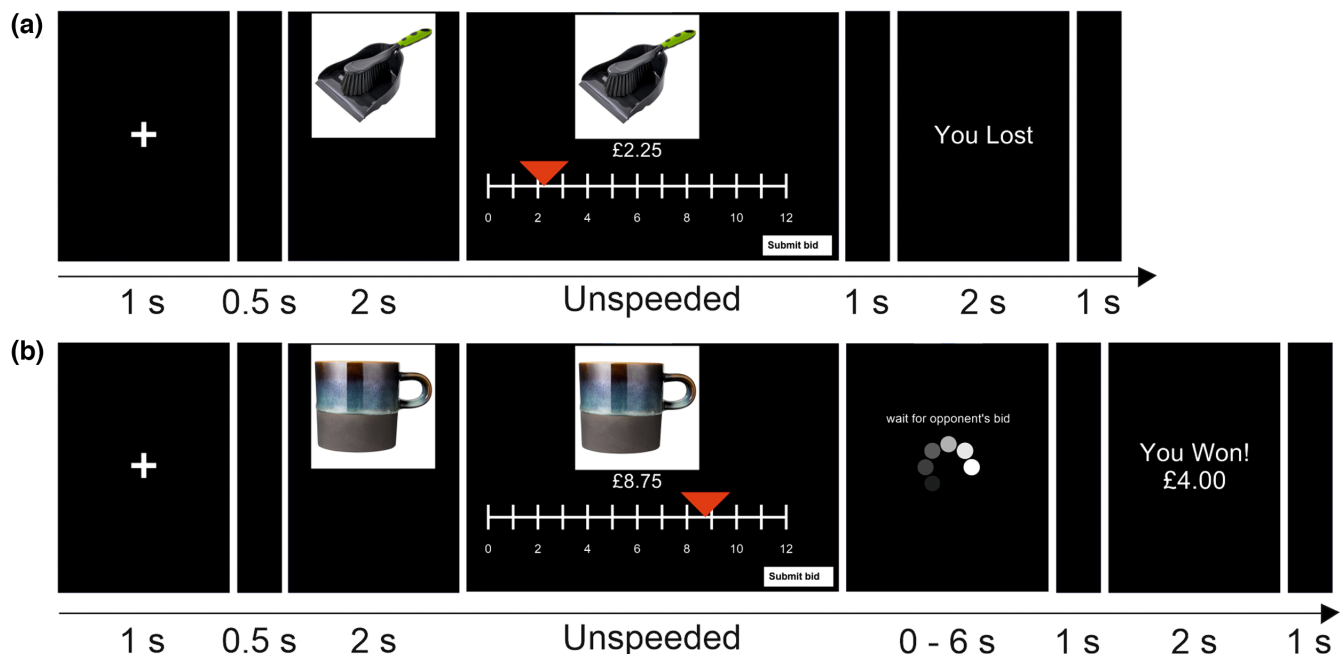 (a)
+
£2.25
0 2 4 6 8 10 12
Submit bid
You Lost
1 s 0.5 s 2 s Unspeeded 1 s 2 s 1 s
(b)
+
£8.75
0 2 4 6 8 10 12
Submit bid
wait for opponent's bid
You Won!
£4.00
1 s 0.5 s 2 s Unspeeded 0 - 6 s 1 s 2 s 1 s